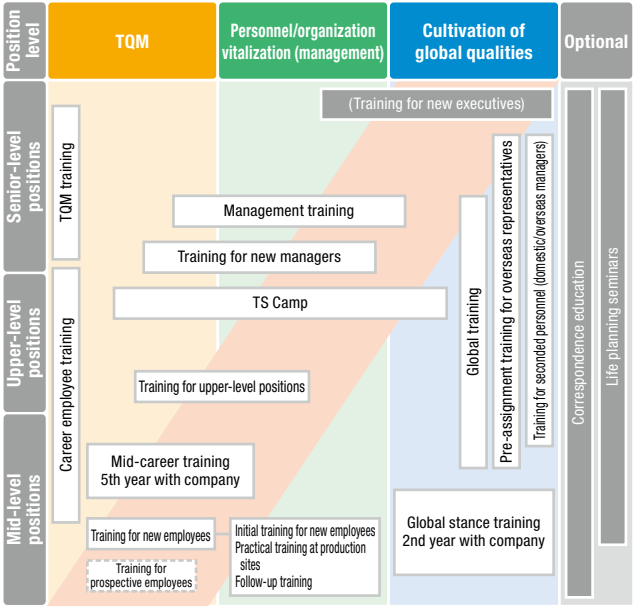 Position
level
TQM
Personnel/organization
vitalization (management)
Cultivation of
global qualities
Optional
Senior-level
positions
Upper-level
positions
Mid-level
positions
(Training for new executives)
TQM training
Management training
Training for new managers
TS Camp
Career employee training
Training for upper-level positions
Mid-career training
5th year with company
Training for new employees
Initial training for new employees
Practical training at production
sites
Follow-up training
Training for
prospective employees
Global training
Pre-assignment training for overseas representatives
Training for seconded personnel (domestic/overseas managers)
Global stance training
2nd year with company
Correspondence education
Life planning seminars